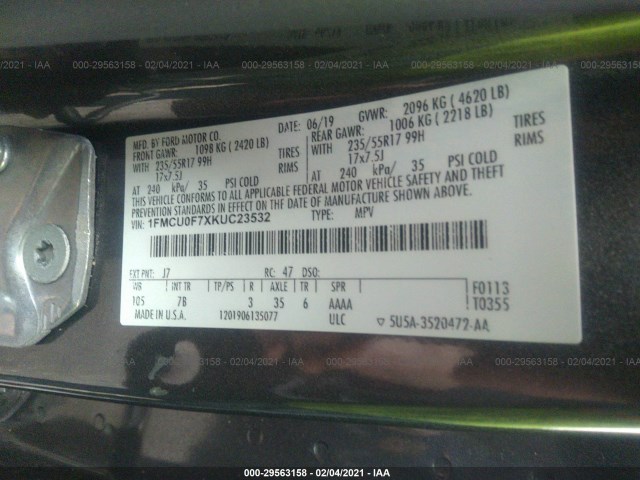 000-29563158 - 02/04/2021 - IAA
MFD. BY FORD MOTOR CO. DATE: 06/19 GVWR: 2096 KG ( 4620 LB)
FRONT GAWR: 1098 KG ( 2420 LB) REAR GAWR: 1006 KG ( 2218 LB)
WITH 235/55R17 99H TIRES WITH 235/55R17 99H TIRES
17x7.5J RIMS 17x7.5J RIMS
AT 240 kPa/ 35 PSI COLD AT 240 kPa/ 35 PSI COLD
THIS VEHICLE CONFORMS TO ALL APPLICABLE FEDERAL MOTOR VEHICLE SAFETY AND THEFT
PREVENTION STANDARDS IN EFFECT ON THE DATE OF MANUFACTURE SHOWN ABOVE.
VIN: 1FMCU0F7XKUC23532 TYPE: MPV
EXT PNT: J7 RC: 47 DSO:
WB INT TR TP/PS R AXLE TR SPR F0113
105 7B 3 35 6 AAAA T0355
MADE IN U.S.A. 1201906135077 ULC 5U5A-3520472-AA
000-29563158 - 02/04/2021 - IAA